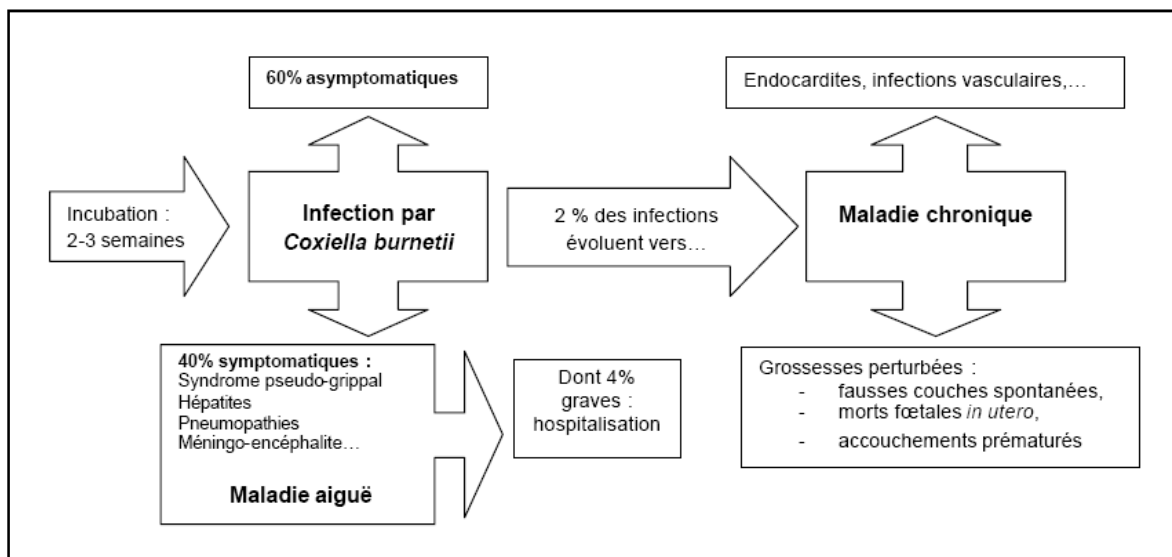 60% asymptomatiques
Endocardites, infections vasculaires,…
Incubation :
2-3 semaines
Infection par
Coxiella burnetii
2 % des infections
évoluent vers…
Maladie chronique
40% symptomatiques :
Syndrome pseudo-grippal
Hépatites
Pneumopathies
Méningo-encéphalite…
Maladie aiguë
Dont 4%
graves :
hospitalisation
Grossesses perturbées :
- fausses couches spontanées,
- morts fœtales in utero,
- accouchements prématurés